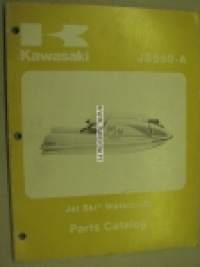 Kawasaki
JS550-A
Jet Ski® Watercraft
Parts Catalog